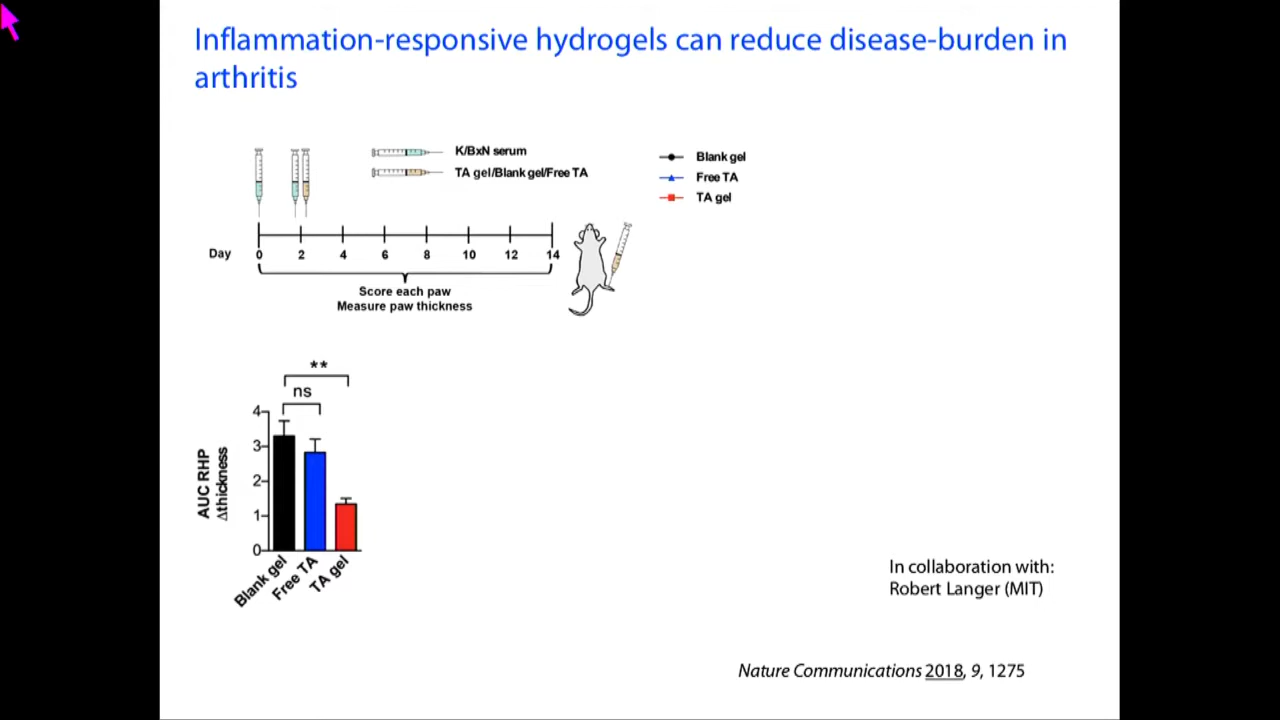 Inflammation-responsive hydrogels can reduce disease-burden in
arthritis
K/BxN serum
TA gel/Blank gel/Free TA
Blank gel
Free TA
TA gel
Day
0 2 4 6 8 10 12 14
Score each paw
Measure paw thickness
**
ns
4
3
2
1
0
AUC RHP
Δthickness
Blank gel
Free TA
TA gel
In collaboration with:
Robert Langer (MIT)
Nature Communications 2018, 9, 1275